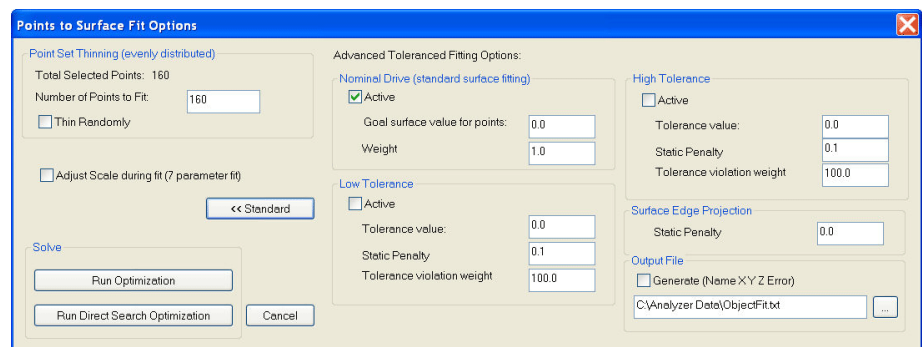 Points to Surface Fit Options
Point Set Thinning (evenly distributed)
Total Selected Points: 160
Number of Points to Fit: 160
Thin Randomly
Adjust Scale during fit (7 parameter fit)
<< Standard
Solve
Run Optimization
Run Direct Search Optimization
Cancel
Advanced Toleranced Fitting Options:
Nominal Drive (standard surface fitting)
Active
Goal surface value for points: 0.0
Weight 1.0
Low Tolerance
Active
Tolerance value: 0.0
Static Penalty 0.1
Tolerance violation weight 100.0
High Tolerance
Active
Tolerance value: 0.0
Static Penalty 0.1
Tolerance violation weight 100.0
Surface Edge Projection
Static Penalty 0.0
Output File
Generate (Name X Y Z Error)
C:\Analyzer Data\ObjectFit.txt
...